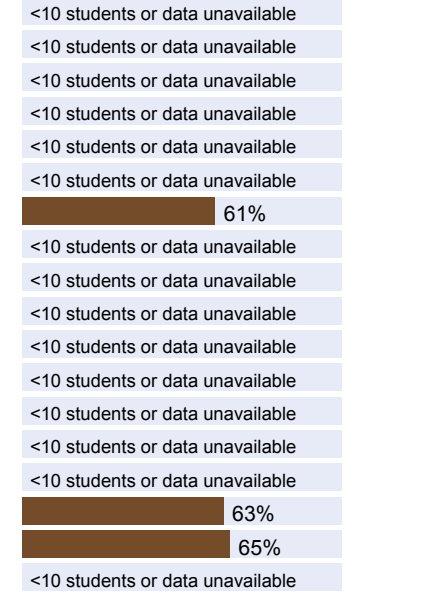 <10 students or data unavailable
<10 students or data unavailable
<10 students or data unavailable
<10 students or data unavailable
<10 students or data unavailable
<10 students or data unavailable
61%
<10 students or data unavailable
<10 students or data unavailable
<10 students or data unavailable
<10 students or data unavailable
<10 students or data unavailable
<10 students or data unavailable
<10 students or data unavailable
<10 students or data unavailable
63%
65%
<10 students or data unavailable